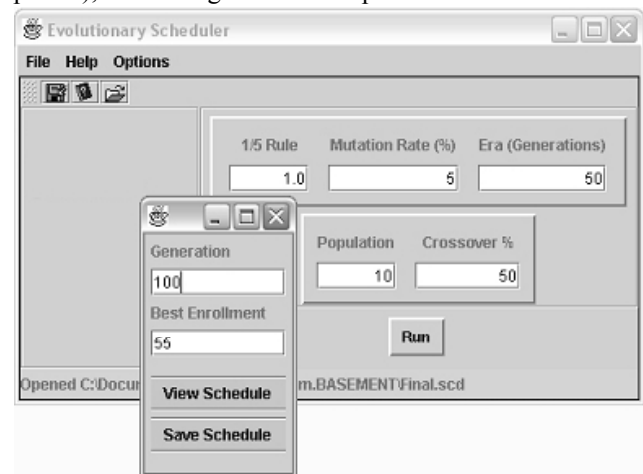 Evolutionary Scheduler
File Help Options
1/5 Rule Mutation Rate (%) Era (Generations)
1.0 5 50
Generation
100
Best Enrollment
55
View Schedule
Save Schedule
Population Crossover %
10 50
Run
Opened m.BASEMENT\Final.scd